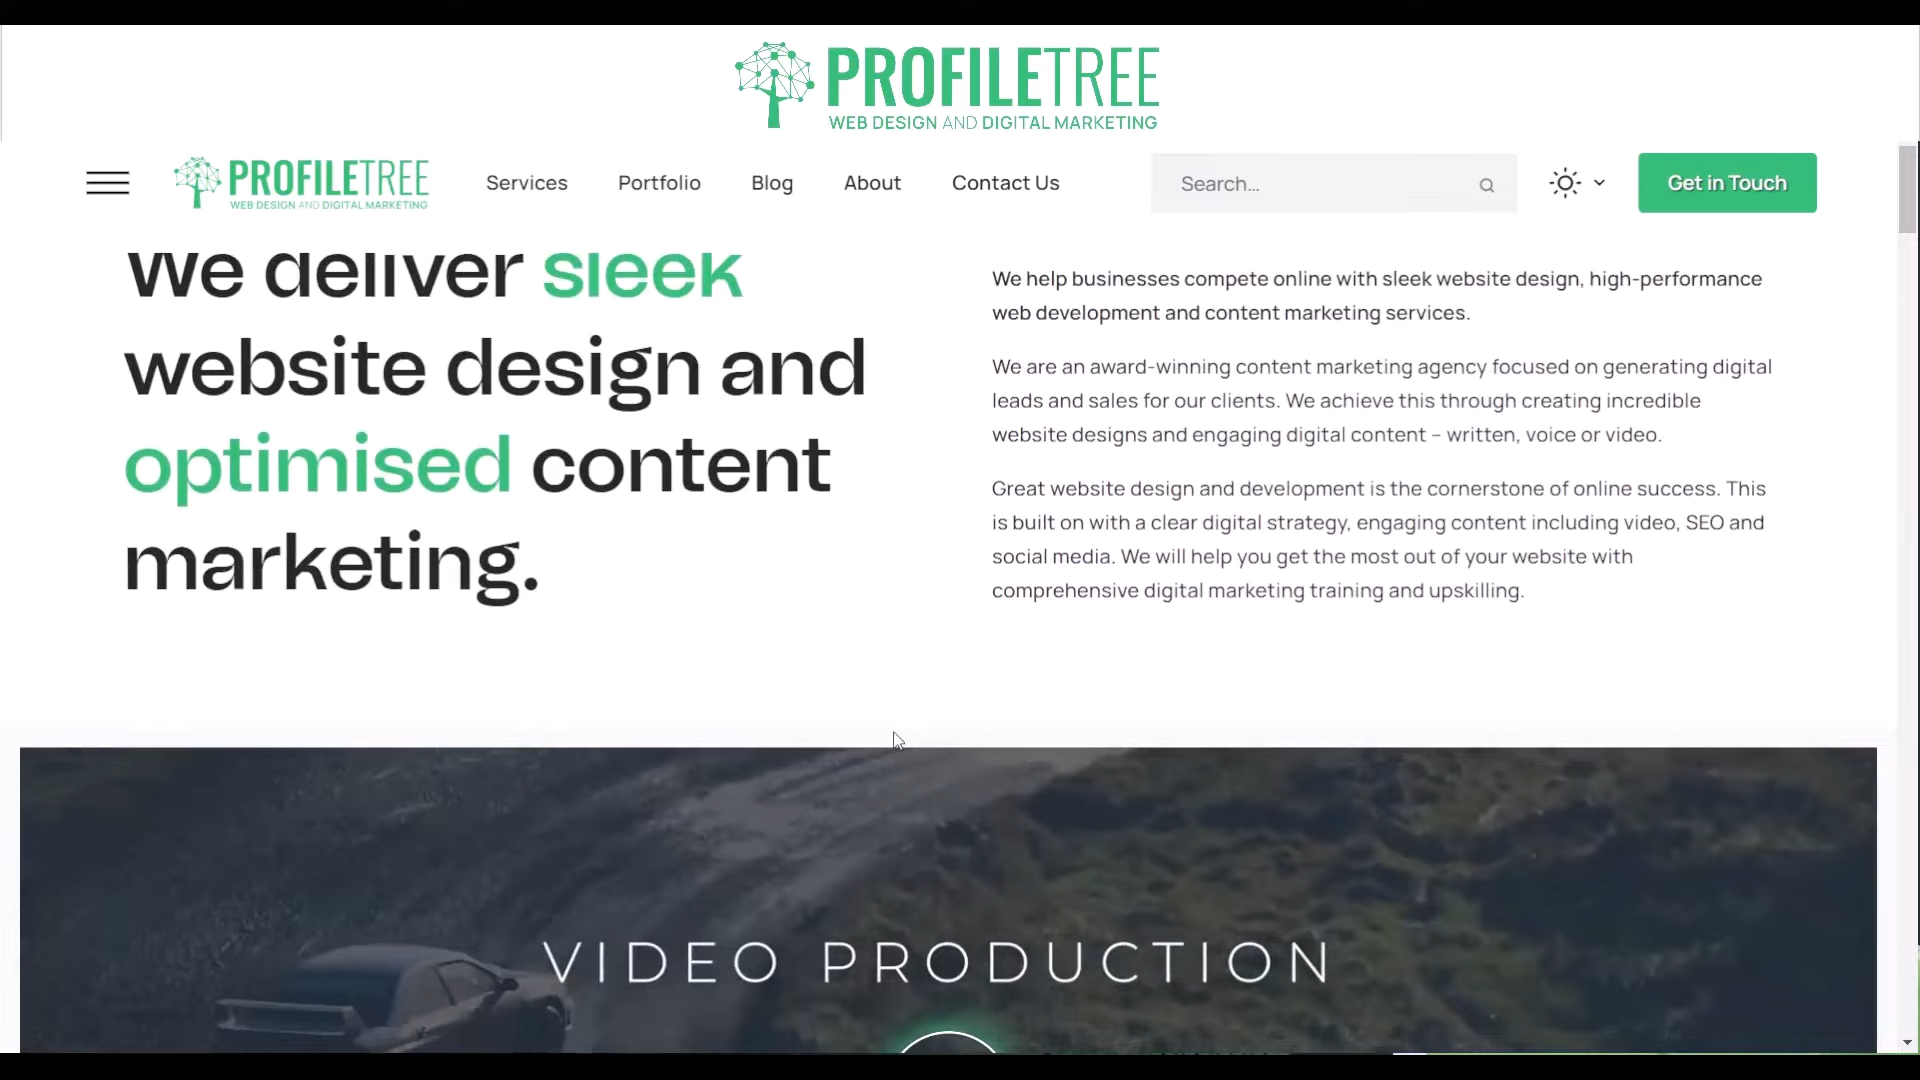 PROFILETREE
WEB DESIGN AND DIGITAL MARKETING
PROFILETREE
WEB DESIGN AND DIGITAL MARKETING
Services
Portfolio
Blog
About
Contact Us
Search...
Get in Touch
We deliver sleek
website design and
optimised content
marketing.
We help businesses compete online with sleek website design, high-performance
web development and content marketing services.
We are an award-winning content marketing agency focused on generating digital
leads and sales for our clients. We achieve this through creating incredible
website designs and engaging digital content – written, voice or video.
Great website design and development is the cornerstone of online success. This
is built on with a clear digital strategy, engaging content including video, SEO and
social media. We will help you get the most out of your website with
comprehensive digital marketing training and upskilling.
VIDEO PRODUCTION